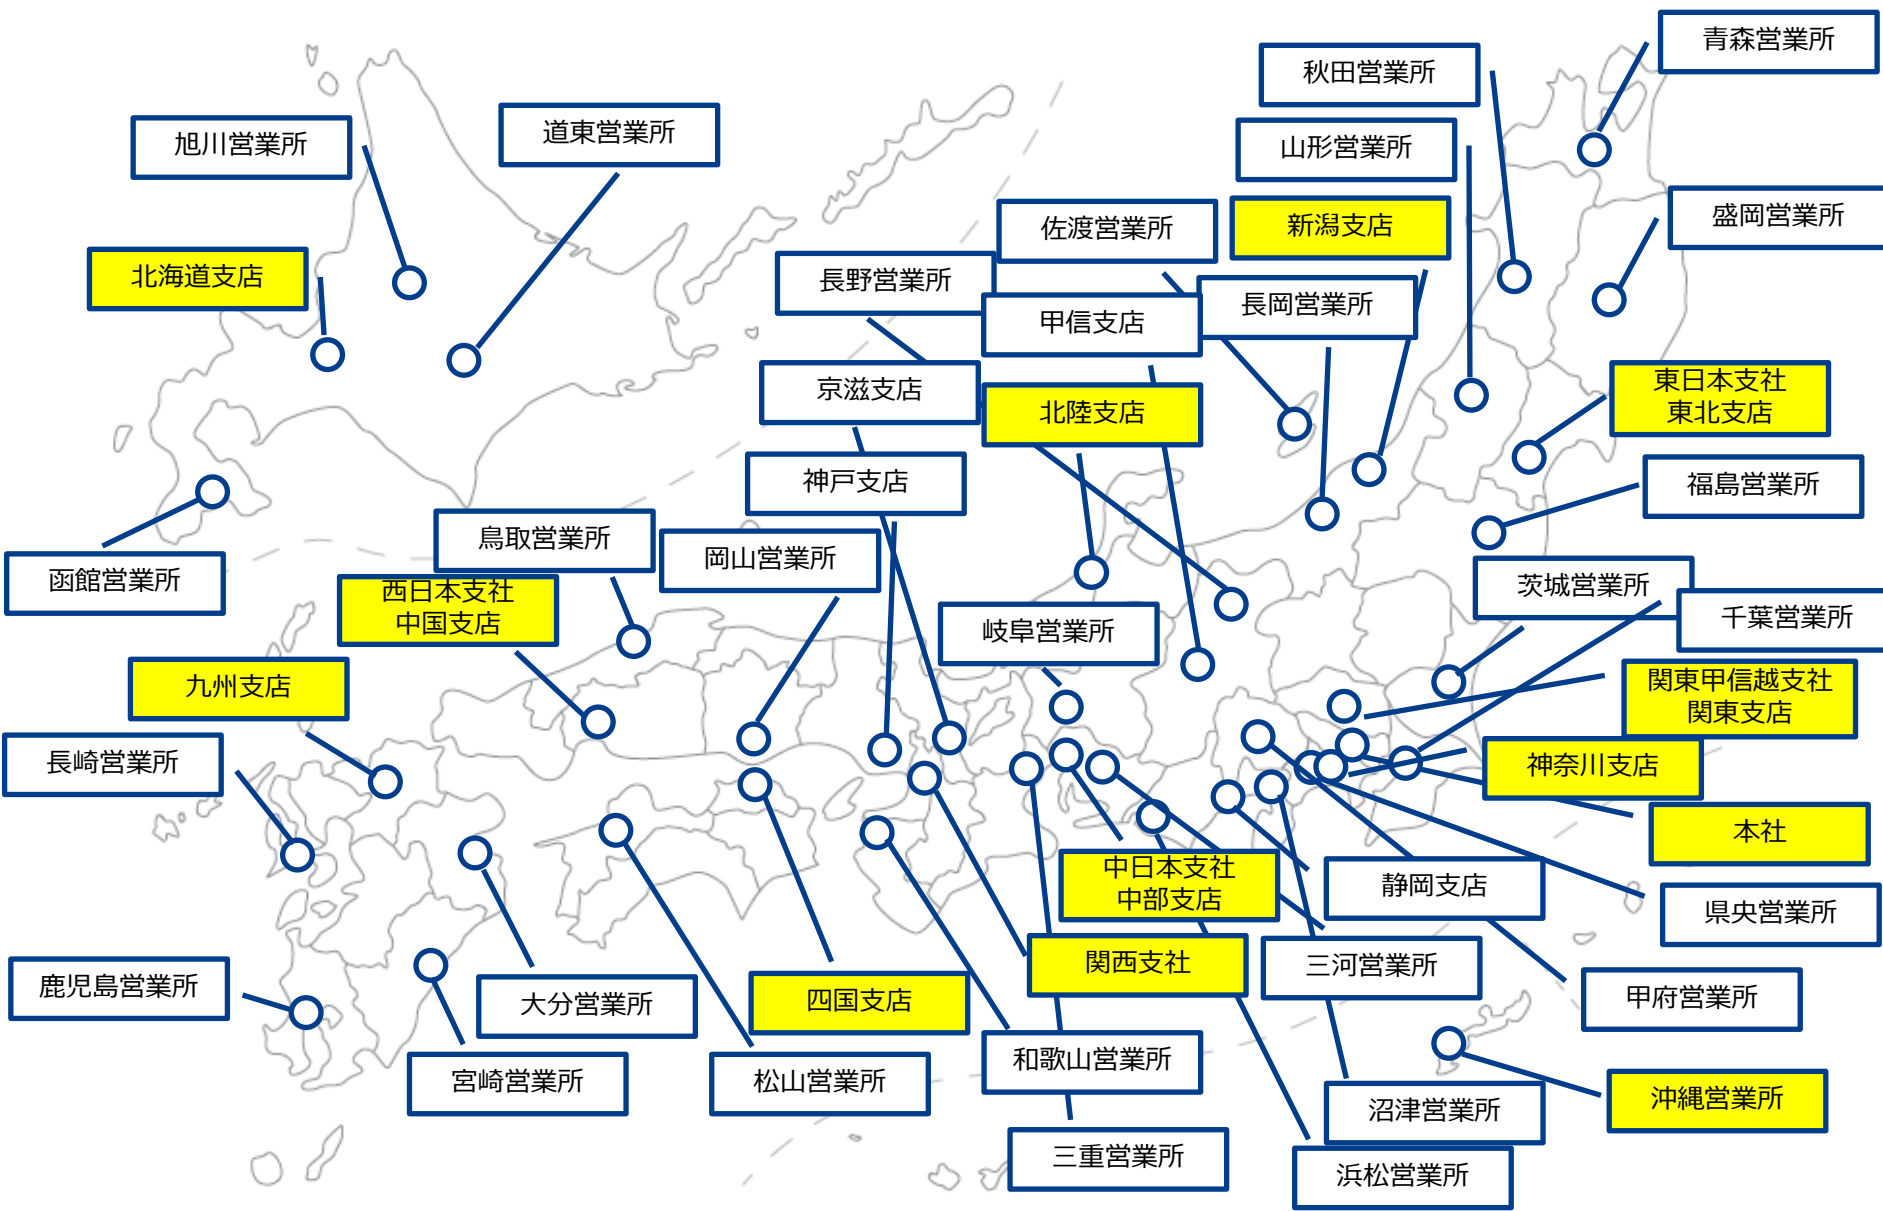 青森営業所
秋田営業所
旭川営業所
道東営業所
山形営業所
盛岡営業所
佐渡営業所
新潟支店
北海道支店
長野営業所
長岡営業所
甲信支店
京滋支店
北陸支店
東日本支社
東北支店
神戸支店
福島営業所
鳥取営業所
岡山営業所
函館営業所
西日本支社
中国支店
茨城営業所
千葉営業所
岐阜営業所
九州支店
関東甲信越支社
関東支店
長崎営業所
神奈川支店
本社
中日本支社
中部支店
静岡支店
県央営業所
関西支社
三河営業所
鹿児島営業所
大分営業所
四国支店
甲府営業所
和歌山営業所
宮崎営業所
松山営業所
沼津営業所
沖縄営業所
三重営業所
浜松営業所